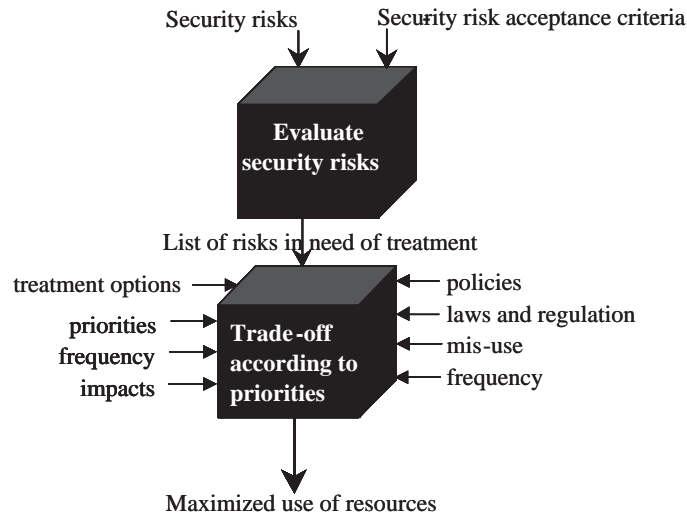 Security risks
Security risk acceptance criteria
Evaluate
security risks
List of risks in need of treatment
treatment options
priorities
frequency
impacts
Trade-off
according to
priorities
policies
laws and regulation
mis-use
frequency
Maximized use of resources